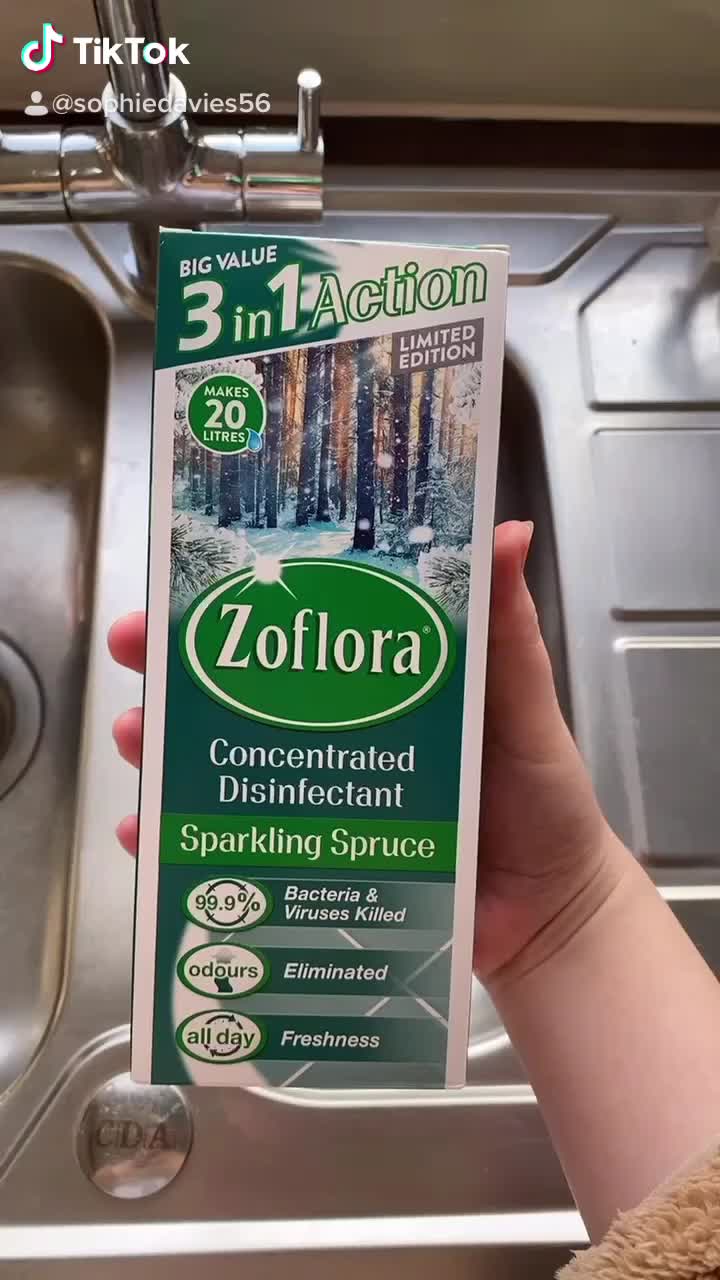 TikTok
@sophiedavies56
BIG VALUE
3 in 1 Action
LIMITED
EDITION
MAKES
20
LITRES
Zoflora®
Concentrated
Disinfectant
Sparkling Spruce
99.9%
Bacteria &
Viruses Killed
odours
Eliminated
all day
Freshness
CDA